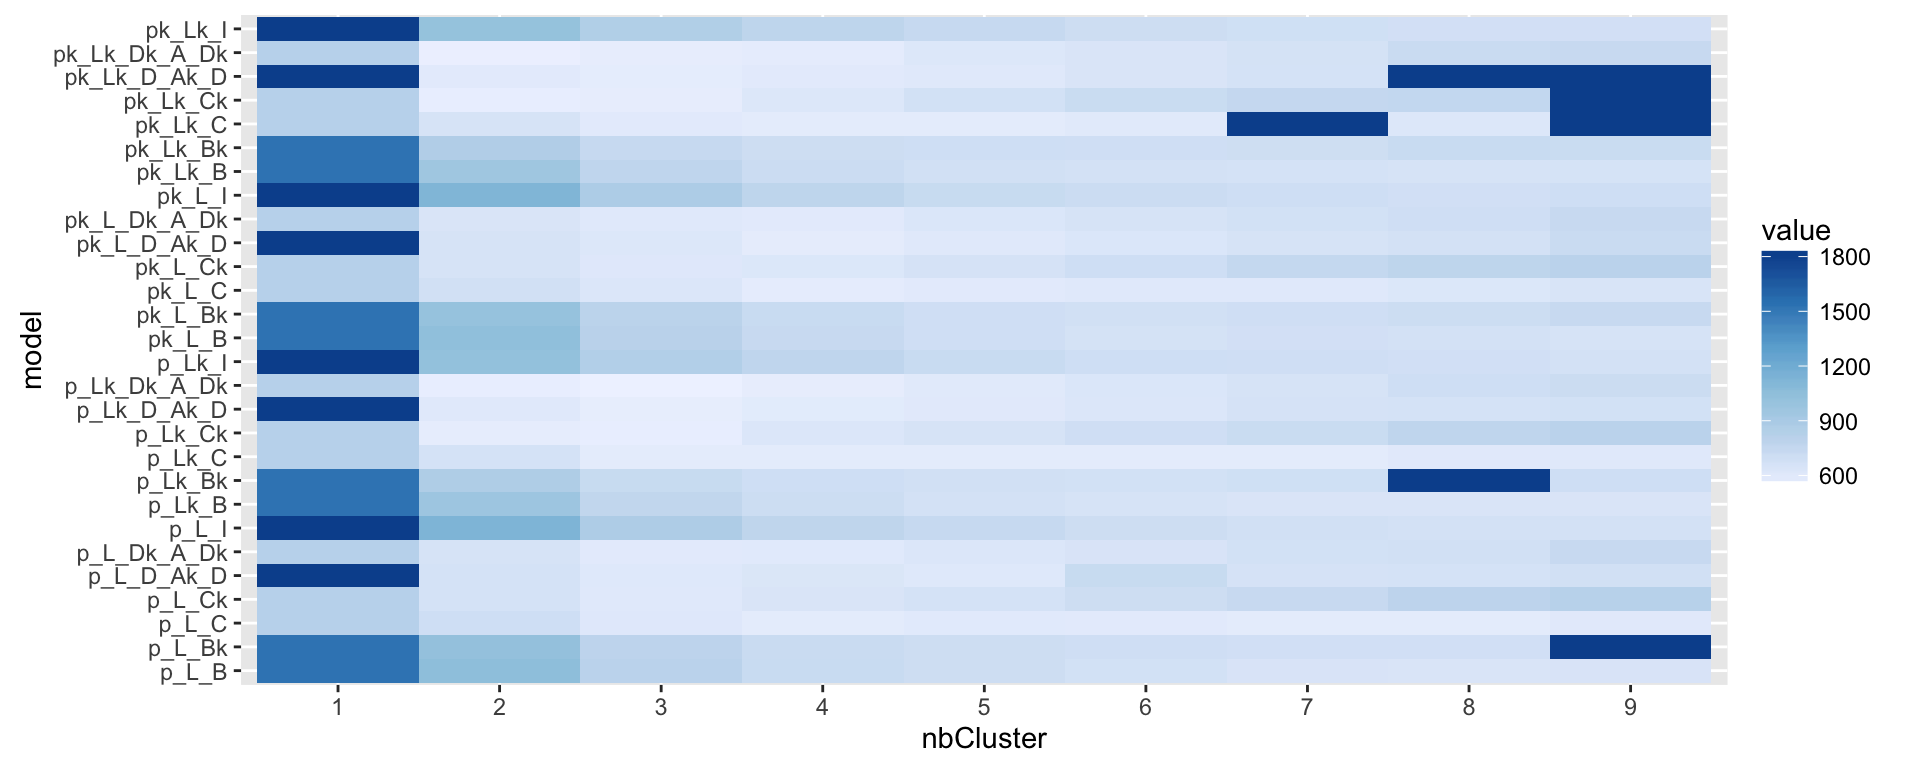 pk_Lk_I
pk_Lk_Dk_A_Dk
pk_Lk_D_Ak_D
pk_Lk_Ck
pk_Lk_C
pk_Lk_Bk
pk_Lk_B
pk_L_I
pk_L_Dk_A_Dk
pk_L_D_Ak_D
pk_L_Ck
pk_L_C
pk_L_Bk
pk_L_B
p_Lk_I
p_Lk_Dk_A_Dk
p_Lk_D_Ak_D
p_Lk_Ck
p_Lk_C
p_Lk_Bk
p_Lk_B
p_L_I
p_L_Dk_A_Dk
p_L_D_Ak_D
p_L_Ck
p_L_C
p_L_Bk
p_L_B
model
1 2 3 4 5 6 7 8 9
nbCluster
value
1800
1500
1200
900
600